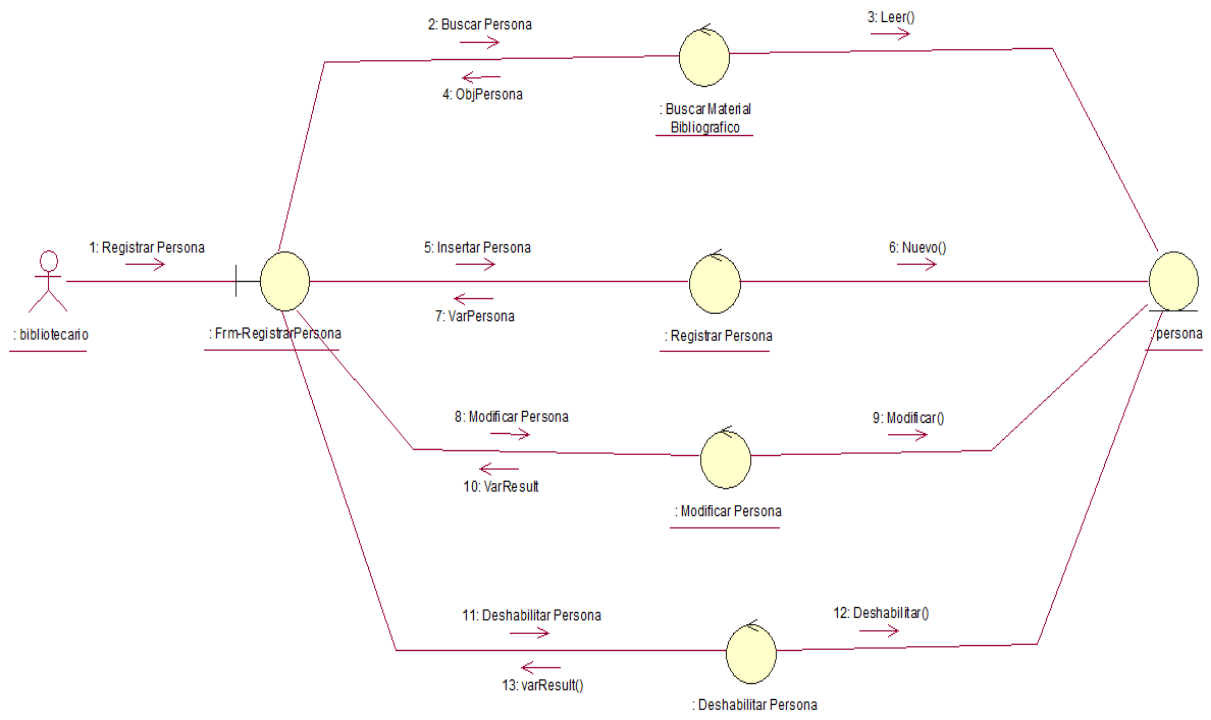 2: Buscar Persona
3: Leer()
4: ObjPersona
: BuscarMaterial
Bibliografico
1: Registrar Persona
5: Insertar Persona
6: Nuevo()
7: VarPersona
: bibliotecario
: Frm-RegistrarPersona
: Registrar Persona
: persona
8: Modificar Persona
9: Modificar()
10: VarResult
: Modificar Persona
11: Deshabilitar Persona
12: Deshabilitar()
13: varResult()
: Deshabilitar Persona